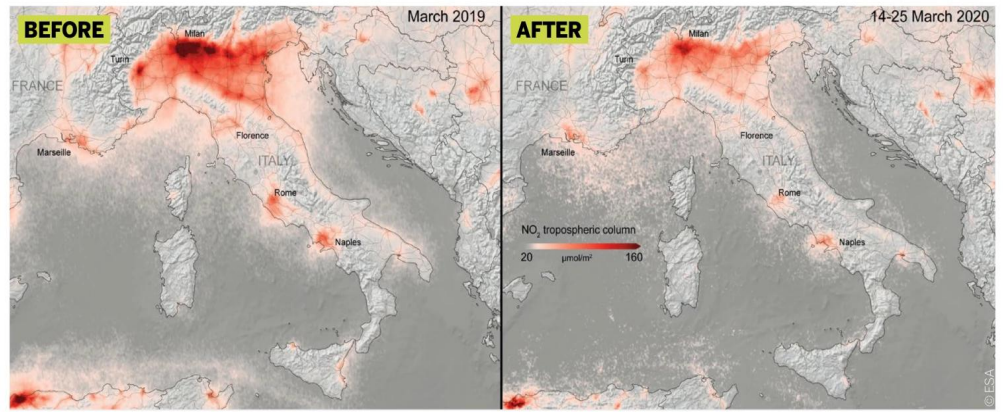 BEFORE
March 2019
Milan
Turin
FRANCE
Marseille
Florence
ITALY
Rome
Naples
AFTER
14-25 March 2020
Milan
Turin
FRANCE
Marseille
Florence
ITALY
Rome
NO₂ tropospheric column
Naples
20 μmol/m² 160
© ESA